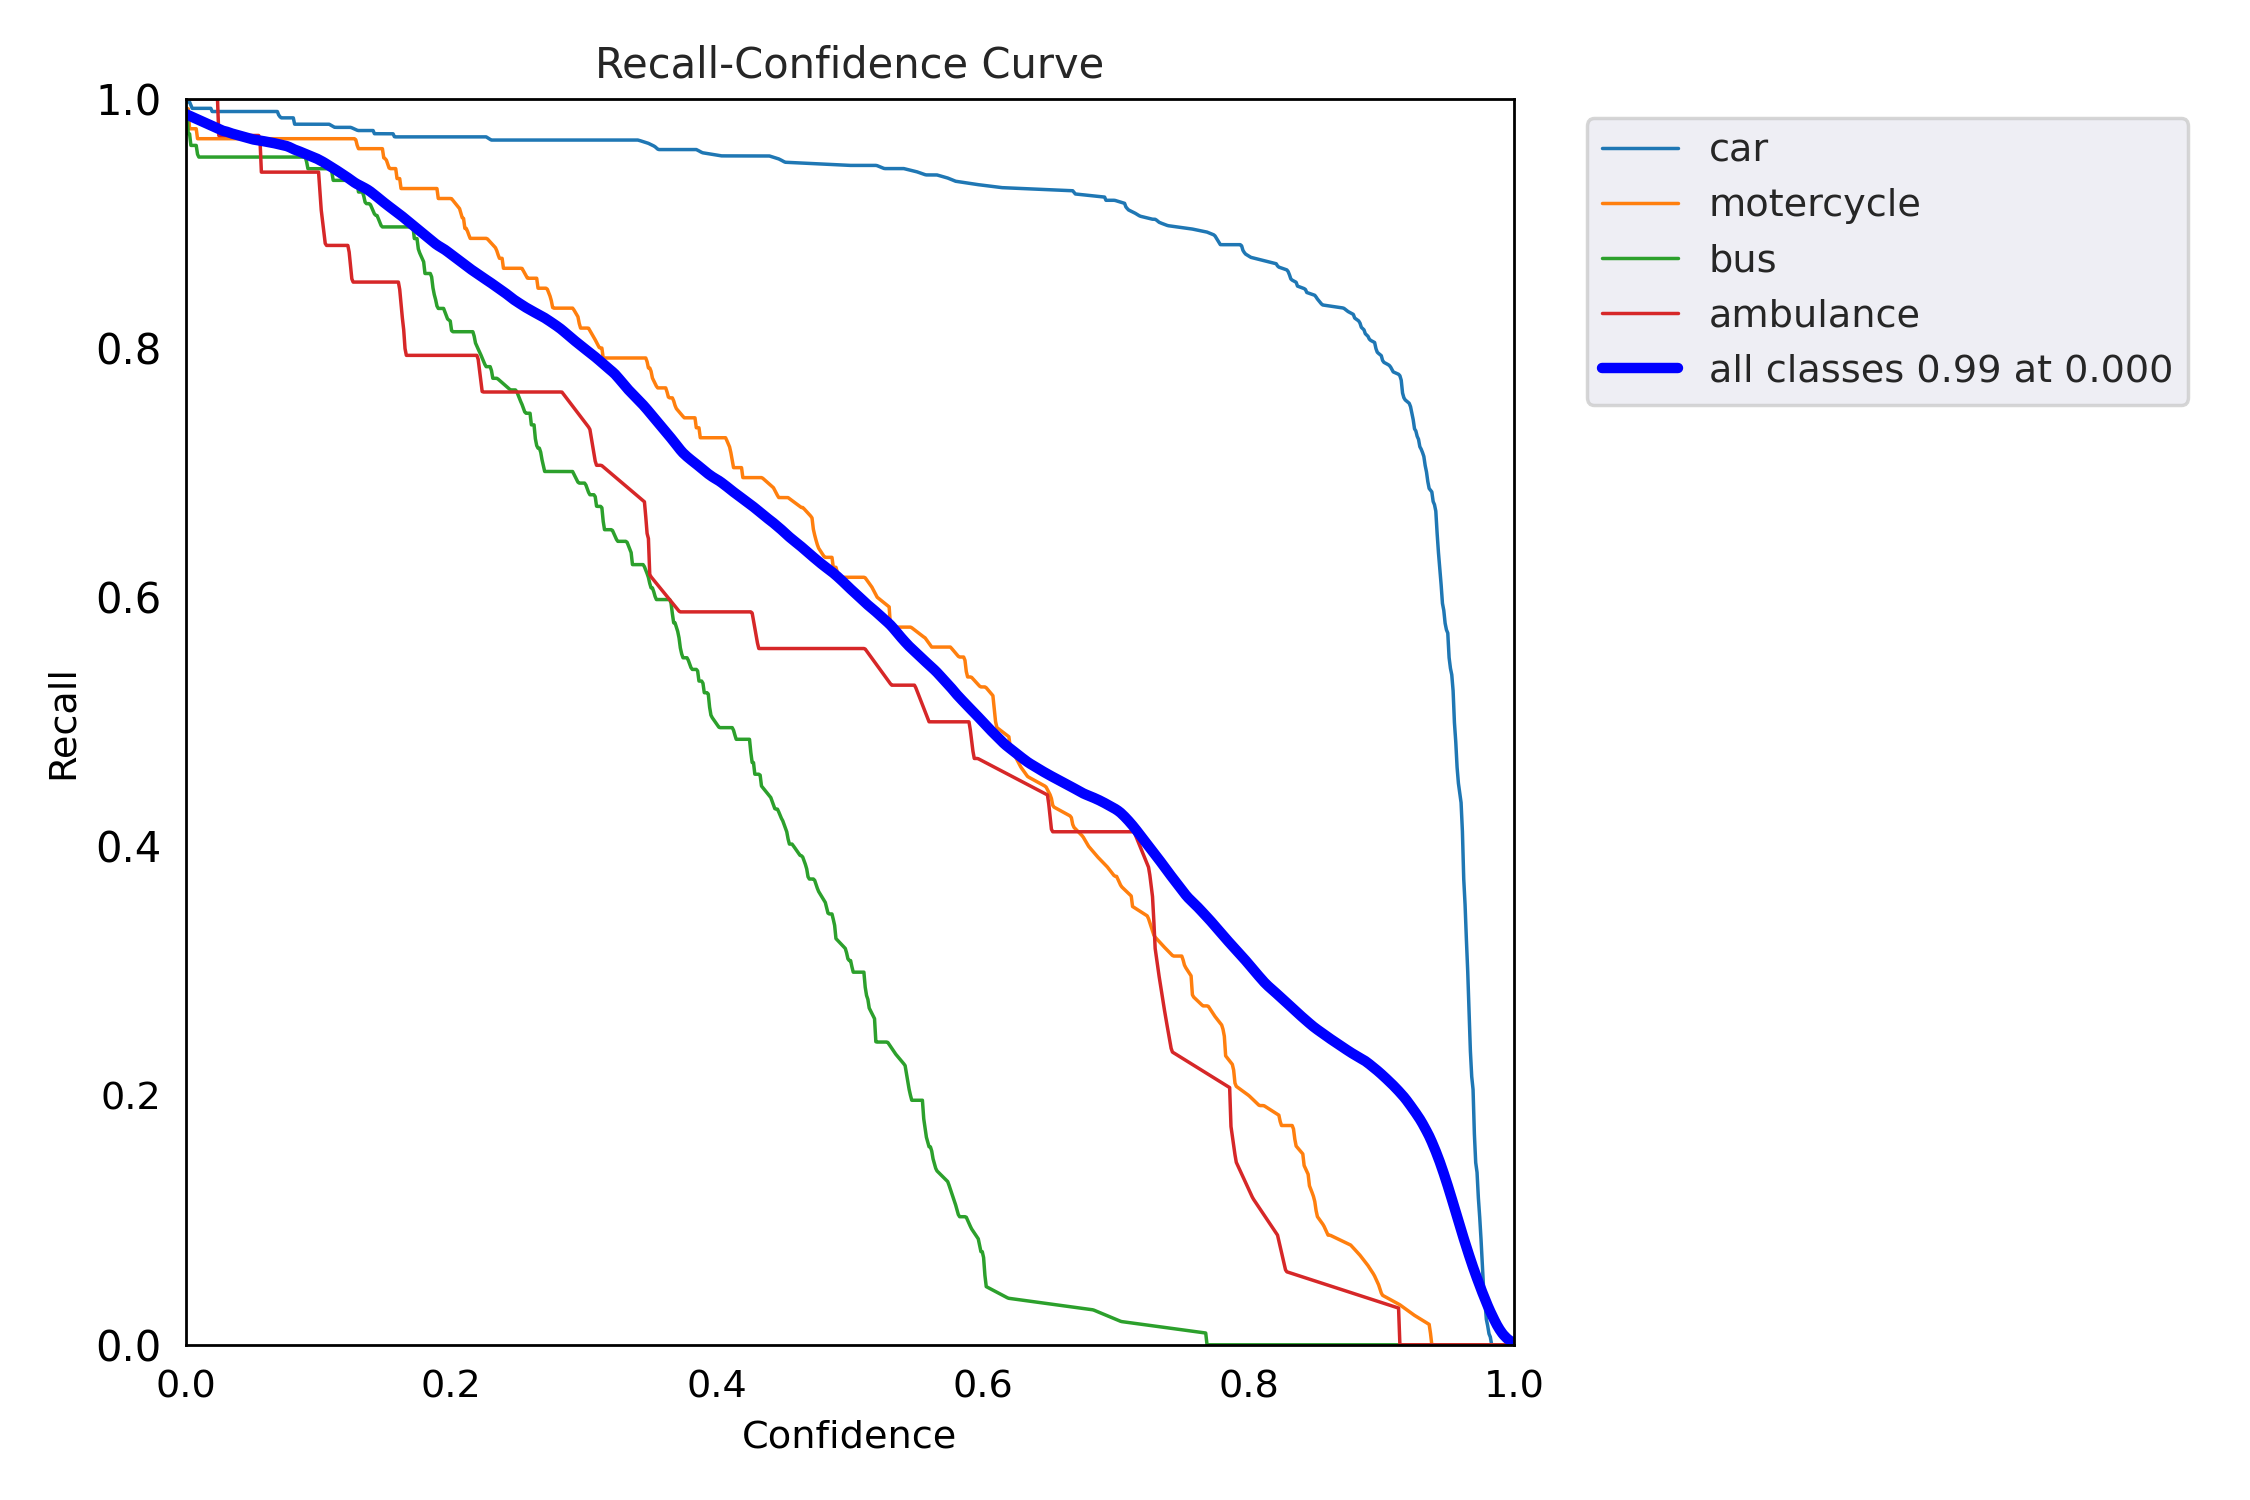 Recall-Confidence Curve
1.0
0.8
0.6
0.4
0.2
0.0
Recall
0.0 0.2 0.4 0.6 0.8 1.0
Confidence
car
motercycle
bus
ambulance
all classes 0.99 at 0.000